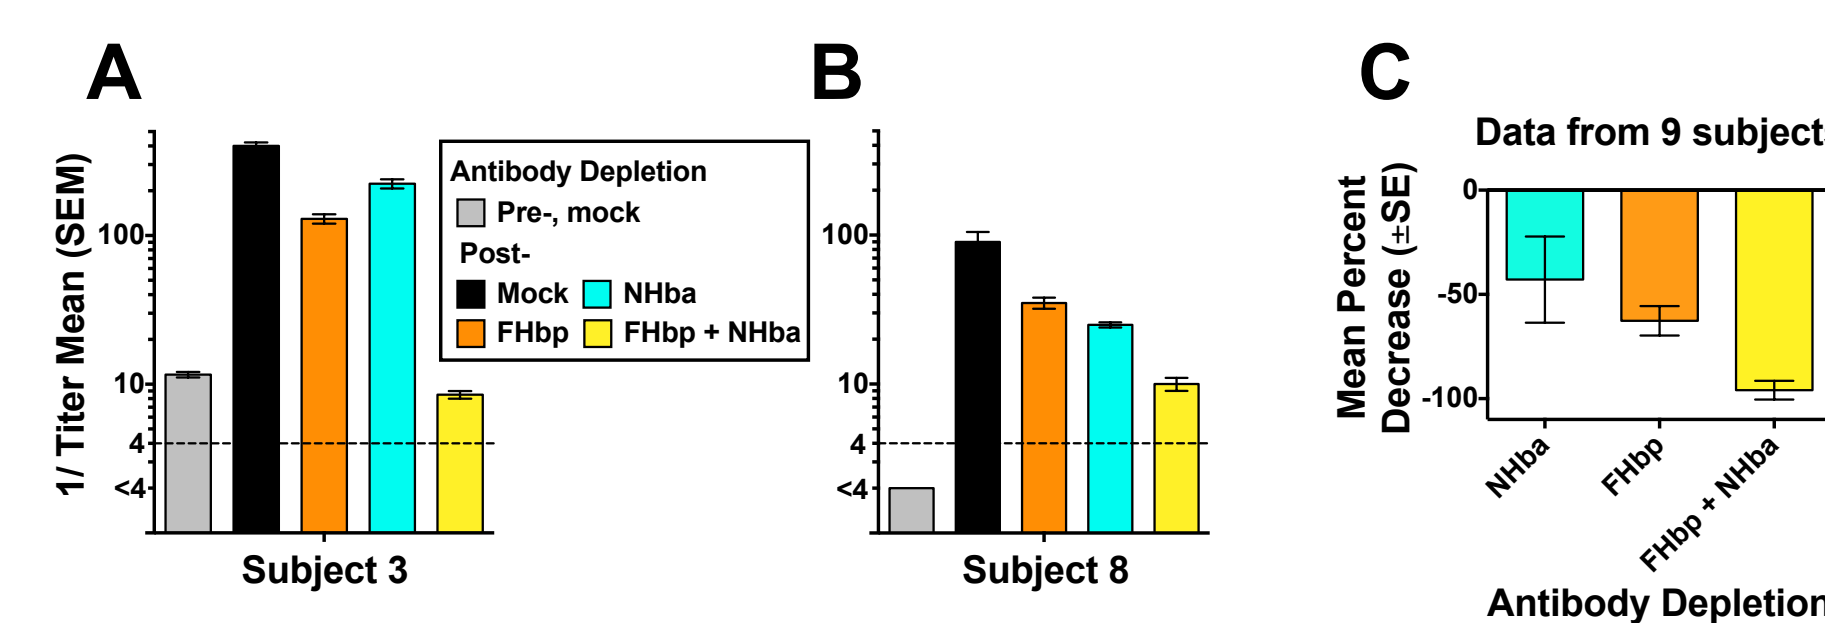 A
B
C
1/ Titer Mean (SEM)
100
10
4
<4
Subject 3
Antibody Depletion
Pre-, mock
Post-
Mock
NHba
FHbp
FHbp + NHba
100
10
4
<4
Subject 8
Data from 9 subjects
Mean Percent
Decrease (±SE)
0
-50
-100
NHba
FHbp
FHbp + NHba
Antibody Depletion